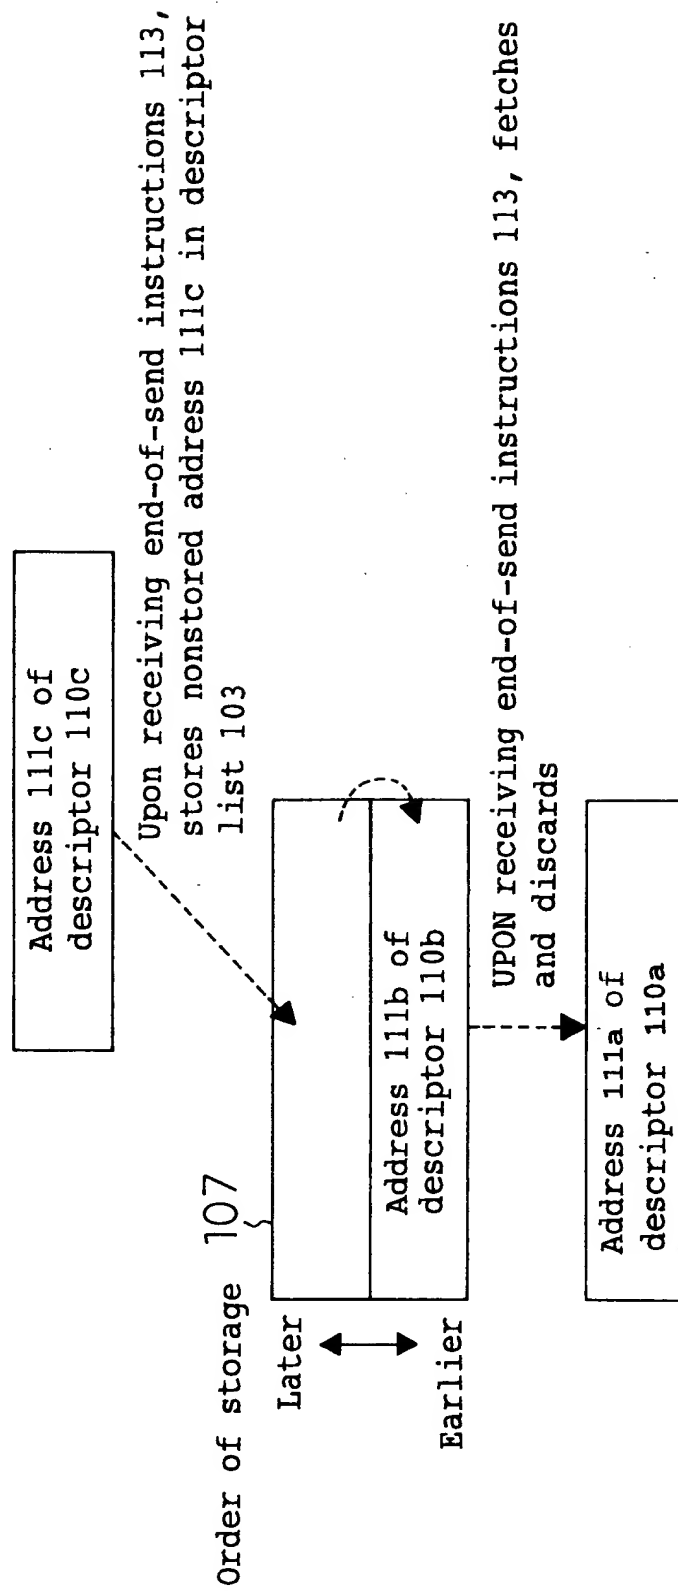 Address 111c of
descriptor 110c
Upon receiving end-of-send instructions 113,
stores nonstored address 111c in descriptor
list 103
Order of storage
107
Later
Earlier
Address 111b of
descriptor 110b
UPON receiving end-of-send instructions 113, fetches
and discards
Address 111a of
descriptor 110a